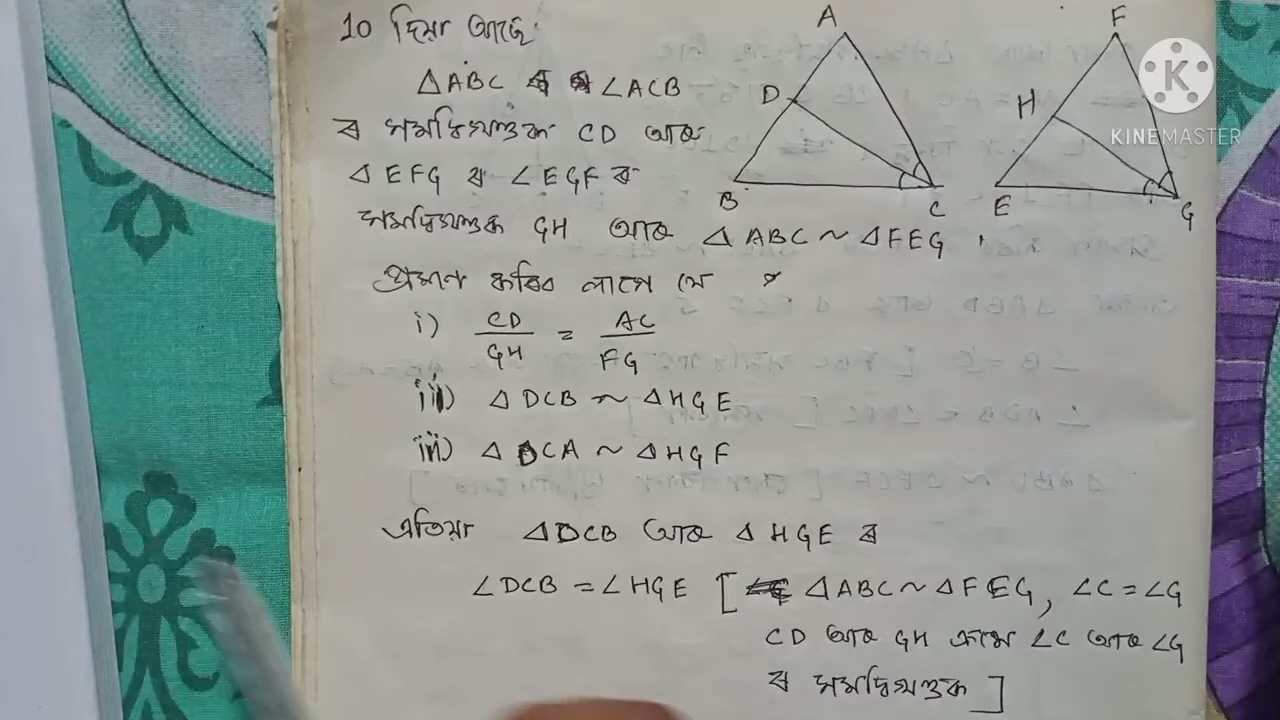 10 দিয়া আছে
△ABC ∠ACB
ৰ সমদ্বিখণ্ডক CD আৰু
△EFG ৰ ∠EGF ৰ
সমদ্বিখণ্ডক GH আৰু △ABC ~ △FEG
প্ৰমাণ কৰিব লাগে যে
i) CD/GH = AC/FG
ii) △DCB ~ △HGE
iii) △DCA ~ △HGF
এতিয়া △DCB আৰু △HGE ৰ
∠DCB = ∠HGE [ △ABC ~ △FEG, ∠C = ∠G
CD আৰু GH ক্ৰমে ∠C আৰু ∠G
ৰ সমদ্বিখণ্ডক ]
A
D
B
C
F
H
E
G
K
KINEMASTER